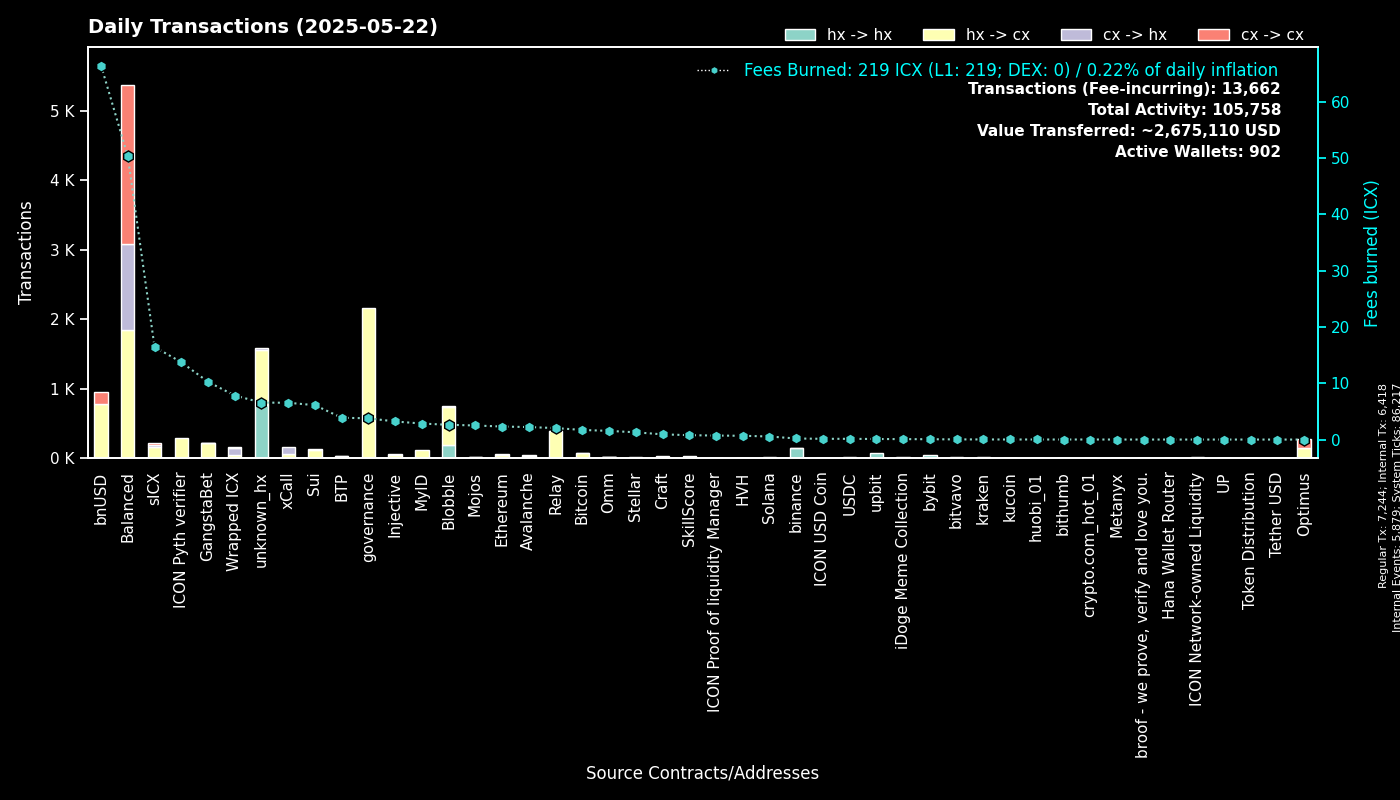 Daily Transactions (2025-05-22)
hx -> hx
hx -> cx
cx -> hx
cx -> cx
Fees Burned: 219 ICX (L1: 219; DEX: 0) / 0.22% of daily inflation
Transactions (Fee-incurring): 13,662
Total Activity: 105,758
Value Transferred: ~2,675,110 USD
Active Wallets: 902
Transactions
5 K
4 K
3 K
2 K
1 K
0 K
60
50
40
30
20
10
0
Fees burned (ICX)
bnUSD
Balanced
sICX
ICON Pyth verifier
GangstaBet
Wrapped ICX
unknown_hx
xCall
Sui
BTP
governance
Injective
MyID
Blobble
Mojos
Ethereum
Avalanche
Relay
Bitcoin
Omm
Stellar
Craft
SkillScore
ICON Proof of liquidity Manager
HVH
Solana
binance
ICON USD Coin
USDC
upbit
iDoge Meme Collection
bybit
bitvavo
kraken
kucoin
huobi_01
bithumb
crypto.com_hot_01
Metanyx
broof - we prove, verify and love you.
Hana Wallet Router
ICON Network-owned Liquidity
UP
Token Distribution
Tether USD
Optimus
Source Contracts/Addresses
Regular Tx: 7,244; Internal Tx: 6,418
Internal Events: 5,879; System Ticks: 86,217